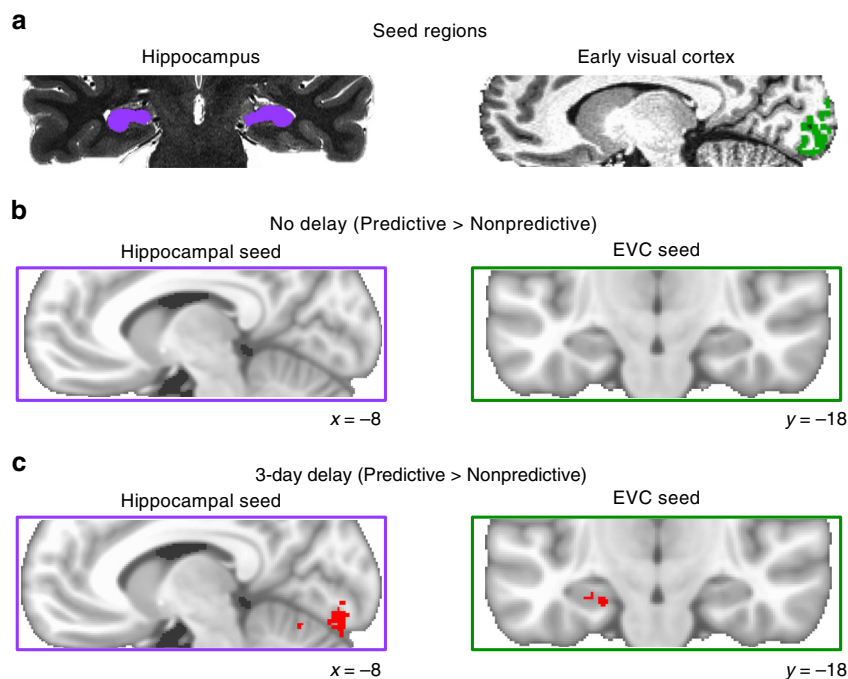 a
Seed regions
Hippocampus
Early visual cortex
b
No delay (Predictive > Nonpredictive)
Hippocampal seed
EVC seed
x = –8
y = –18
c
3-day delay (Predictive > Nonpredictive)
Hippocampal seed
EVC seed
x = –8
y = –18